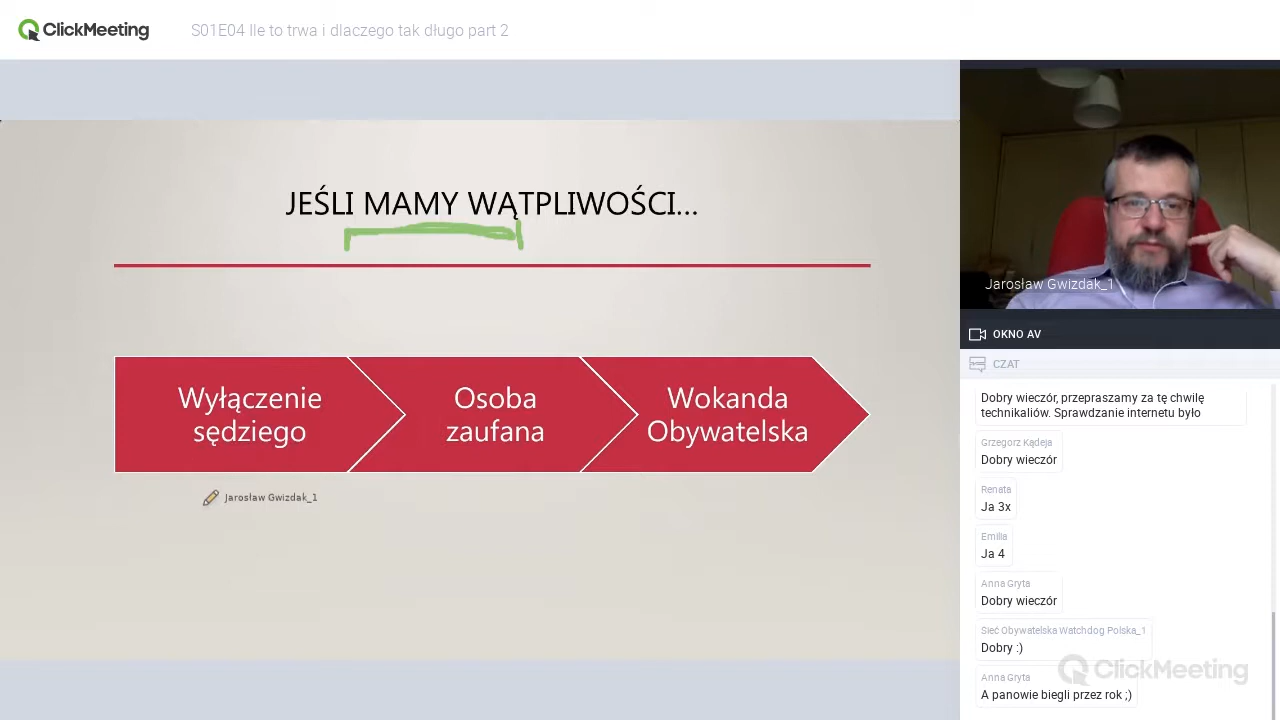 ClickMeeting
S01E04 Ile to trwa i dlaczego tak długo part 2
JEŚLI MAMY WĄTPLIWOŚCI...
Wyłączenie
sędziego
Osoba
zaufana
Wokanda
Obywatelska
Jarosław Gwizdak_1
Jarosław Gwizdak_1
OKNO AV
CZAT
Dobry wieczór, przepraszamy za tę chwilę
technikaliów. Sprawdzanie internetu było
Grzegorz Kądeja
Dobry wieczór
Renata
Ja 3x
Emilia
Ja 4
Anna Gryta
Dobry wieczór
Sieć Obywatelska Watchdog Polska_1
Dobry :)
Anna Gryta
A panowie biegli przez rok ;)
ClickMeeting